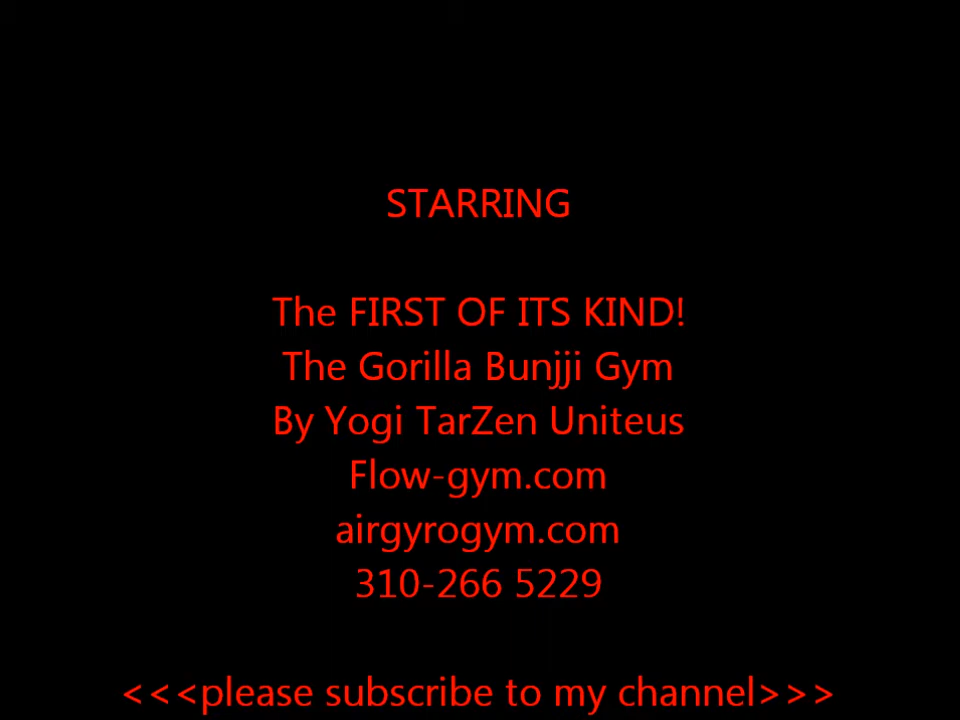 STARRING
The FIRST OF ITS KIND!
The Gorilla Bunjji Gym
By Yogi TarZen Uniteus
Flow-gym.com
airgyrogym.com
310-266 5229
<<<please subscribe to my channel>>>